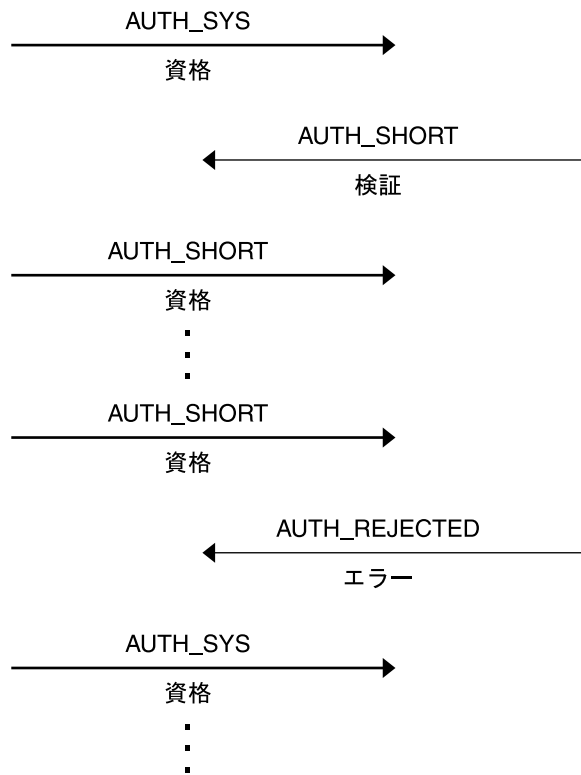 AUTH_SYS
資格
AUTH_SHORT
検証
AUTH_SHORT
資格
AUTH_SHORT
資格
AUTH_REJECTED
エラー
AUTH_SYS
資格